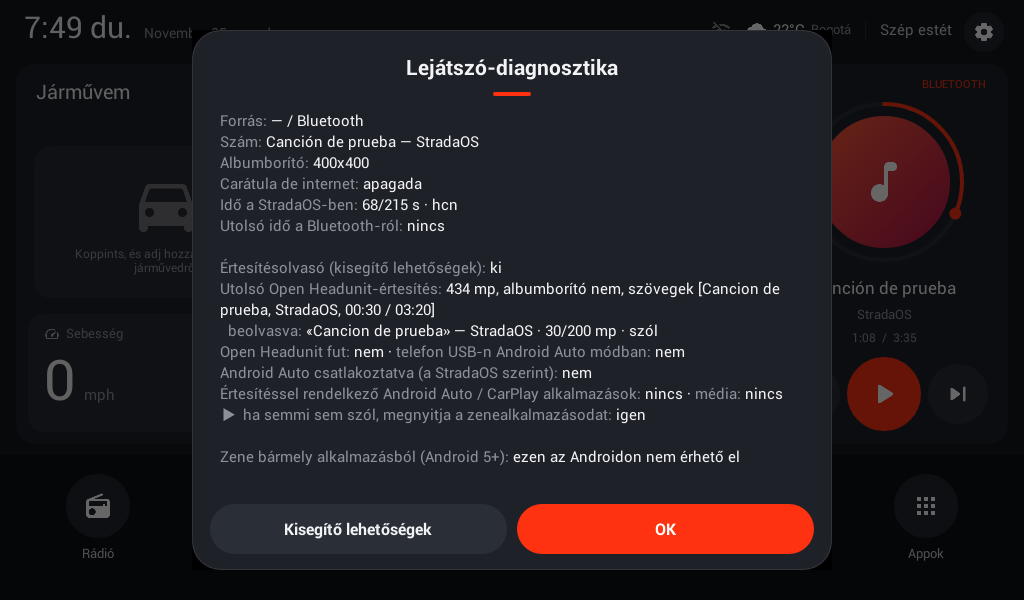 7:49 du.
22°C Bogotá
Szép estét
Járművem
BLUETOOTH
Lejátszó-diagnosztika
Forrás: — / Bluetooth
Szám: Canción de prueba — StradaOS
Albumborító: 400x400
Carátula de internet: apagada
Idő a StradaOS-ben: 68/215 s · hcn
Utolsó idő a Bluetooth-ról: nincs
Értesítésolvasó (kisegítő lehetőségek): ki
Utolsó Open Headunit-értesítés: 434 mp, albumborító nem, szövegek [Cancion de
prueba, StradaOS, 00:30 / 03:20]
beolvasva: «Cancion de prueba» — StradaOS · 30/200 mp · szól
Open Headunit fut: nem · telefon USB-n Android Auto módban: nem
Android Auto csatlakoztatva (a StradaOS szerint): nem
Értesítéssel rendelkező Android Auto / CarPlay alkalmazások: nincs · média: nincs
▶ ha semmi sem szól, megnyitja a zenealkalmazásodat: igen
Zene bármely alkalmazásból (Android 5+): ezen az Androidon nem érhető el
Kisegítő lehetőségek
OK
Koppints, és adj hozzá
Sebesség
0 mph
de prueba
StradaOS
1:08 / 3:35
Rádió
Appok